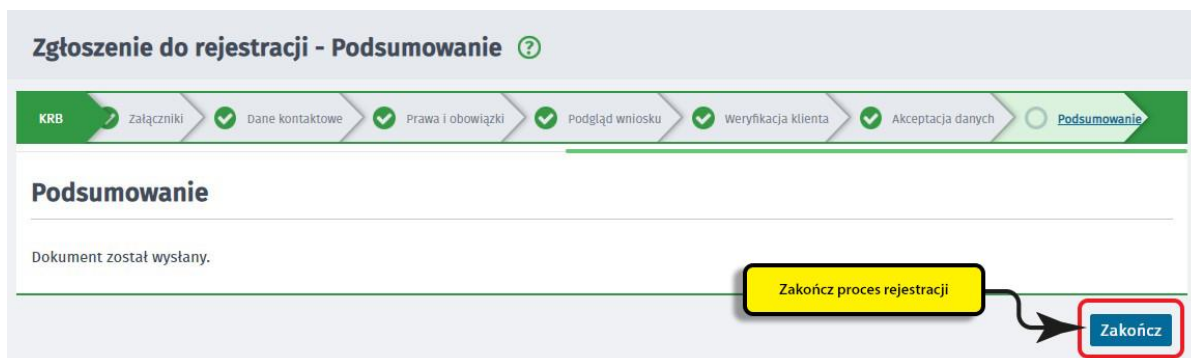 Zgłoszenie do rejestracji - Podsumowanie ?
KRB Załączniki Dane kontaktowe Prawa i obowiązki Podgląd wniosku Weryfikacja klienta Akceptacja danych Podsumowanie
Podsumowanie
Dokument został wysłany.
Zakończ proces rejestracji
Zakończ